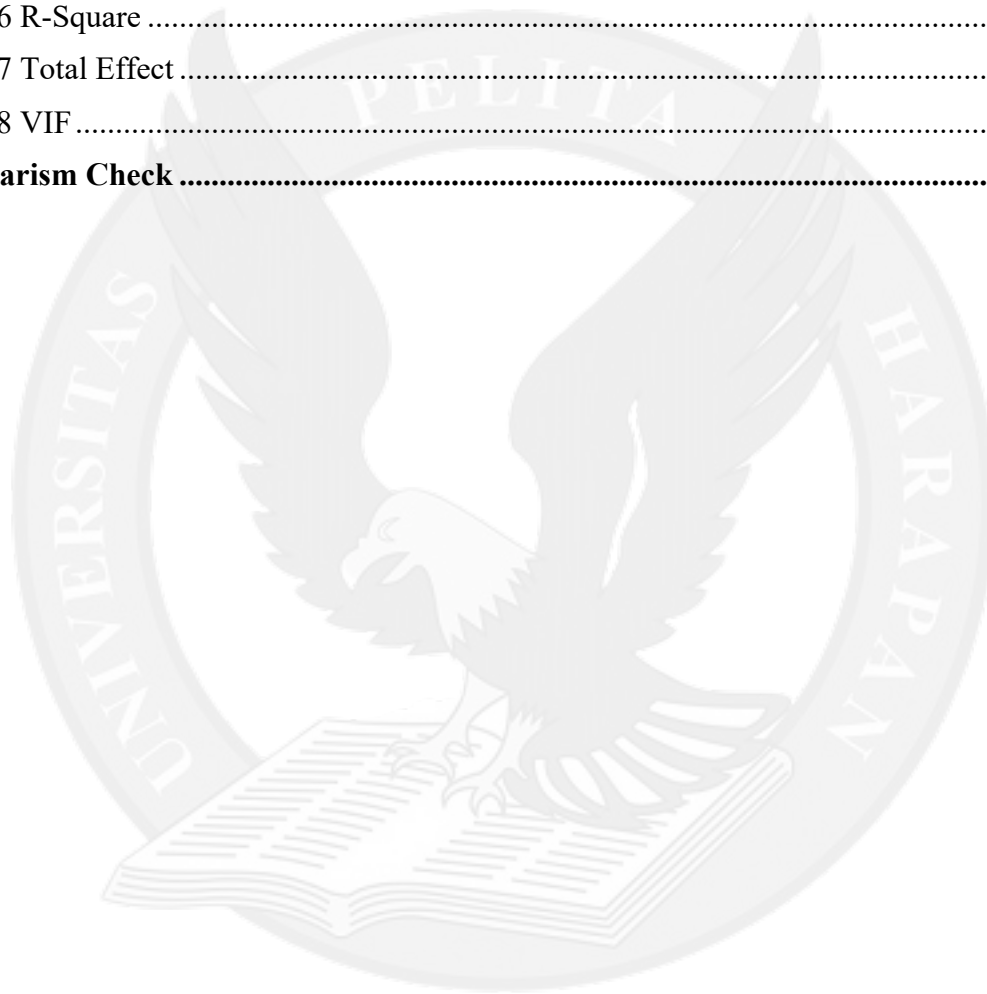 6 R-Square ........................................................................................................
7 Total Effect ....................................................................................................
8 VIF .................................................................................................................
arism Check ......................................................................................................
UNIVERSITAS PELITA HARAPAN